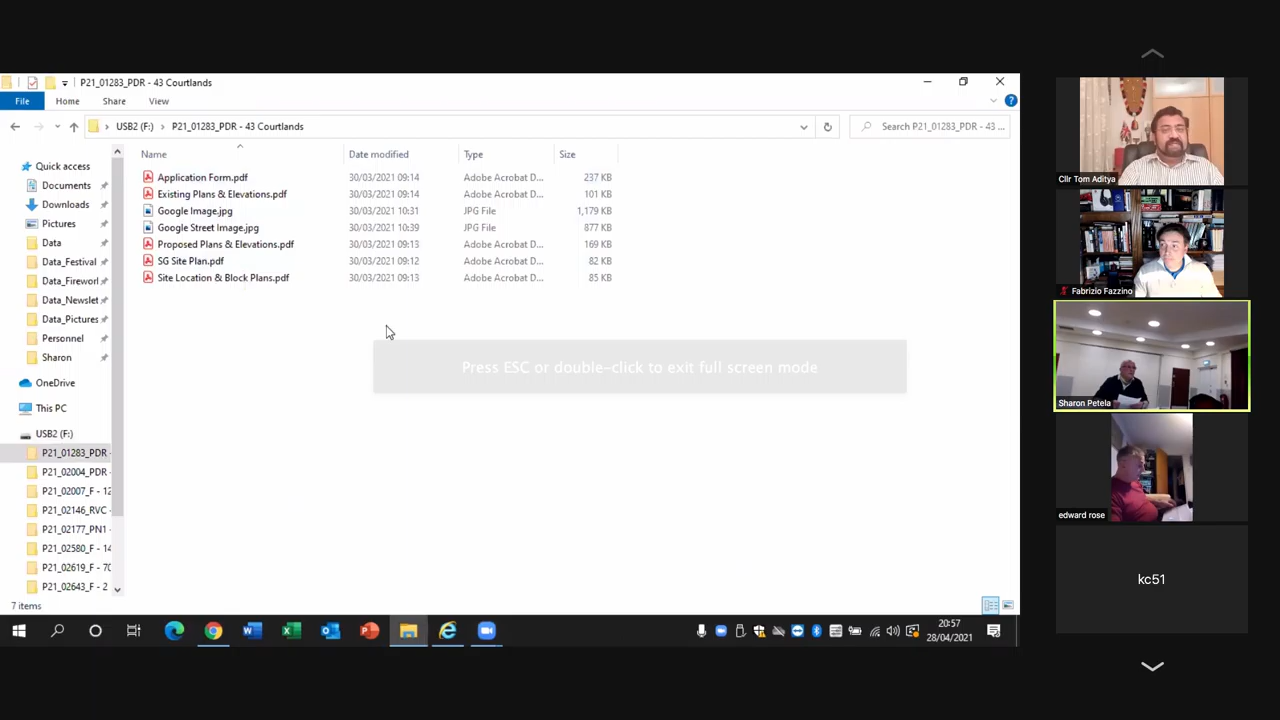 P21_01283_PDR - 43 Courtlands
File Home Share View
USB2 (F:) P21_01283_PDR - 43 Courtlands Search P21_01283_PDR - 43 ...
Name Date modified Type Size
Application Form.pdf 30/03/2021 09:14 Adobe Acrobat D... 237 KB
Existing Plans & Elevations.pdf 30/03/2021 09:14 Adobe Acrobat D... 101 KB
Google Image.jpg 30/03/2021 10:31 JPG File 1,179 KB
Google Street Image.jpg 30/03/2021 10:39 JPG File 877 KB
Proposed Plans & Elevations.pdf 30/03/2021 09:13 Adobe Acrobat D... 169 KB
SG Site Plan.pdf 30/03/2021 09:12 Adobe Acrobat D... 82 KB
Site Location & Block Plans.pdf 30/03/2021 09:13 Adobe Acrobat D... 85 KB
Quick access
Documents
Downloads
Pictures
Data
Data_Festival
Data_Firewor
Data_Newslet
Data_Pictures
Personnel
Sharon
OneDrive
This PC
USB2 (F:)
P21_01283_PDR -
P21_02004_PDR -
P21_02007_F - 12
P21_02146_RVC -
P21_02177_PN1 -
P21_02580_F - 14
P21_02619_F - 70
P21_02643_F - 2
7 items
Press ESC or double-click to exit full screen mode
20:57
28/04/2021
Cllr Tom Aditya
Fabrizio Fazzino
Sharon Petela
edward rose
kc51